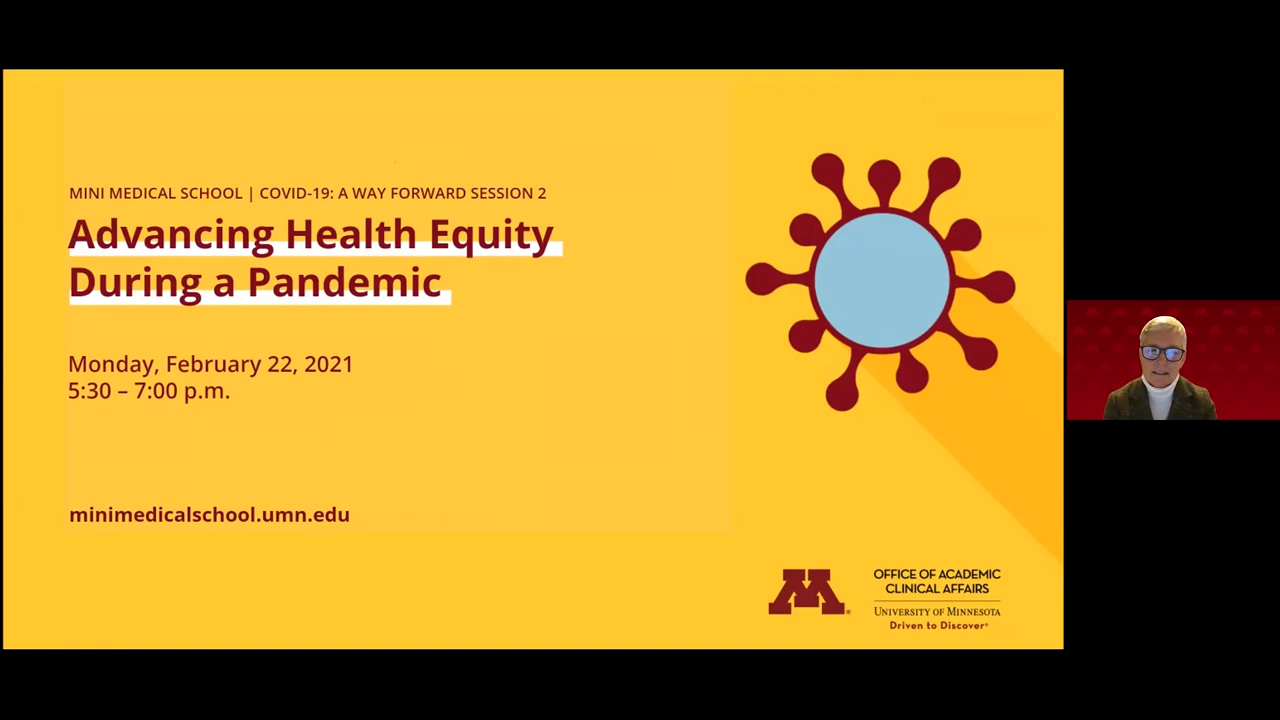 MINI MEDICAL SCHOOL | COVID-19: A WAY FORWARD SESSION 2
Advancing Health Equity
During a Pandemic
Monday, February 22, 2021
5:30 – 7:00 p.m.
minimedicalschool.umn.edu
M®
OFFICE OF ACADEMIC
CLINICAL AFFAIRS
UNIVERSITY OF MINNESOTA
Driven to Discover®